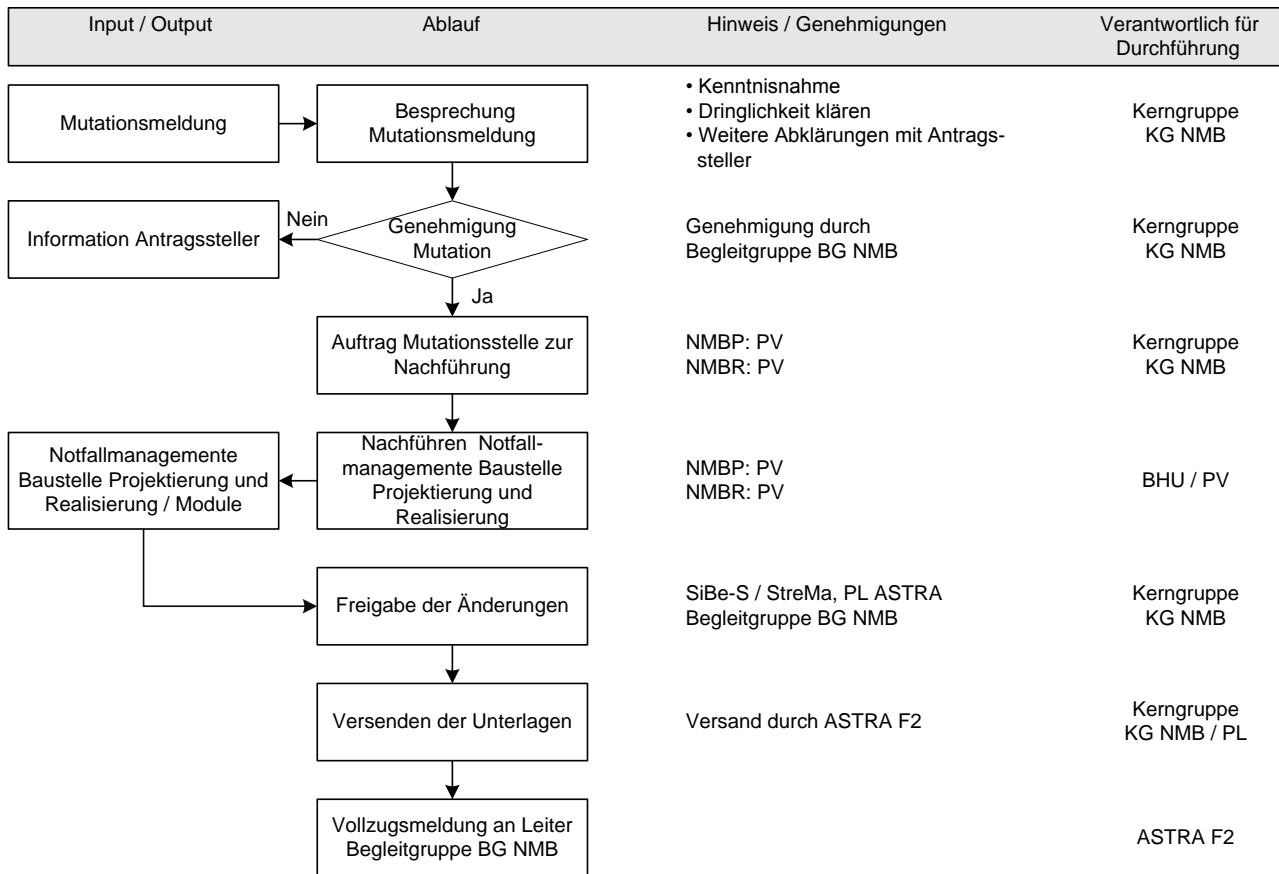 Input / Output
Ablauf
Hinweis / Genehmigungen
Verantwortlich für
Durchführung
Mutationsmeldung
Besprechung
Mutationsmeldung
• Kenntnisnahme
• Dringlichkeit klären
• Weitere Abklärungen mit Antrags-
steller
Kerngruppe
KG NMB
Information Antragssteller
Nein
Genehmigung
Mutation
Genehmigung durch
Begleitgruppe BG NMB
Kerngruppe
KG NMB
Ja
Auftrag Mutationsstelle zur
Nachführung
NMBP: PV
NMBR: PV
Kerngruppe
KG NMB
Notfallmanagemente
Baustelle Projektierung und
Realisierung / Module
Nachführen Notfall-
managemente Baustelle
Projektierung und
Realisierung
NMBP: PV
NMBR: PV
BHU / PV
Freigabe der Änderungen
SiBe-S / StreMa, PL ASTRA
Begleitgruppe BG NMB
Kerngruppe
KG NMB
Versenden der Unterlagen
Versand durch ASTRA F2
Kerngruppe
KG NMB / PL
Vollzugsmeldung an Leiter
Begleitgruppe BG NMB
ASTRA F2